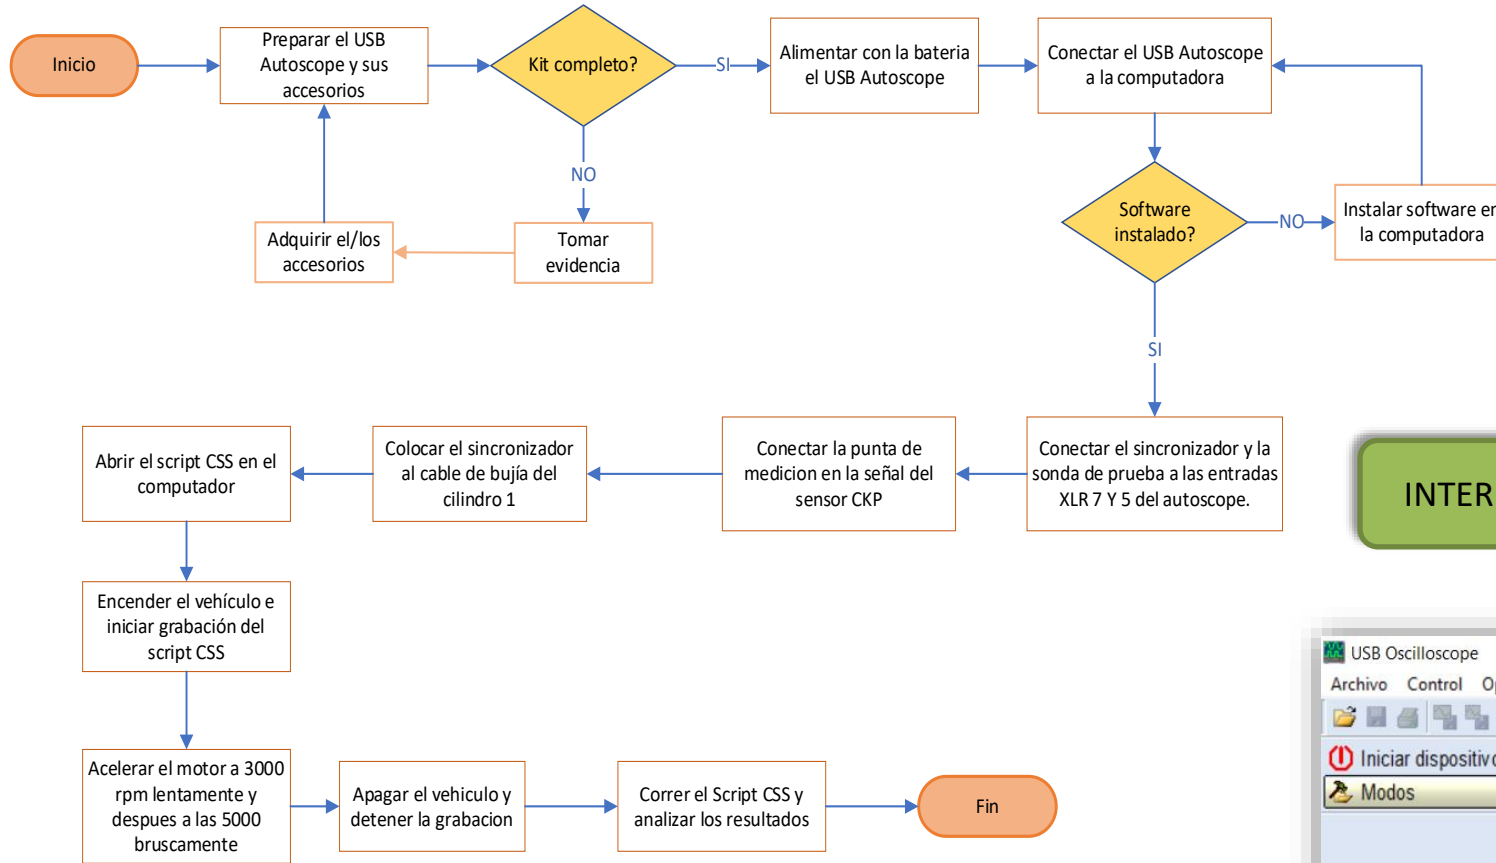 Inicio
Preparar el USB
Autoscope y sus
accesorios
Kit completo?
SI
Alimentar con la bateria
el USB Autoscope
Conectar el USB Autoscope
a la computadora
NO
Tomar
evidencia
Adquirir el/los
accesorios
Software
instalado?
NO
Instalar software en
la computadora
SI
Conectar el sincronizador y la
sonda de prueba a las entradas
XLR 7 Y 5 del autoscope.
Conectar la punta de
medicion en la señal del
sensor CKP
Colocar el sincronizador
al cable de bujía del
cilindro 1
Abrir el script CSS en el
computador
Encender el vehículo e
iniciar grabación del
script CSS
Acelerar el motor a 3000
rpm lentamente y
despues a las 5000
bruscamente
Apagar el vehiculo y
detener la grabacion
Correr el Script CSS y
analizar los resultados
Fin
INTER
USB Oscilloscope
Archivo Control
Iniciar dispositivo
Modos